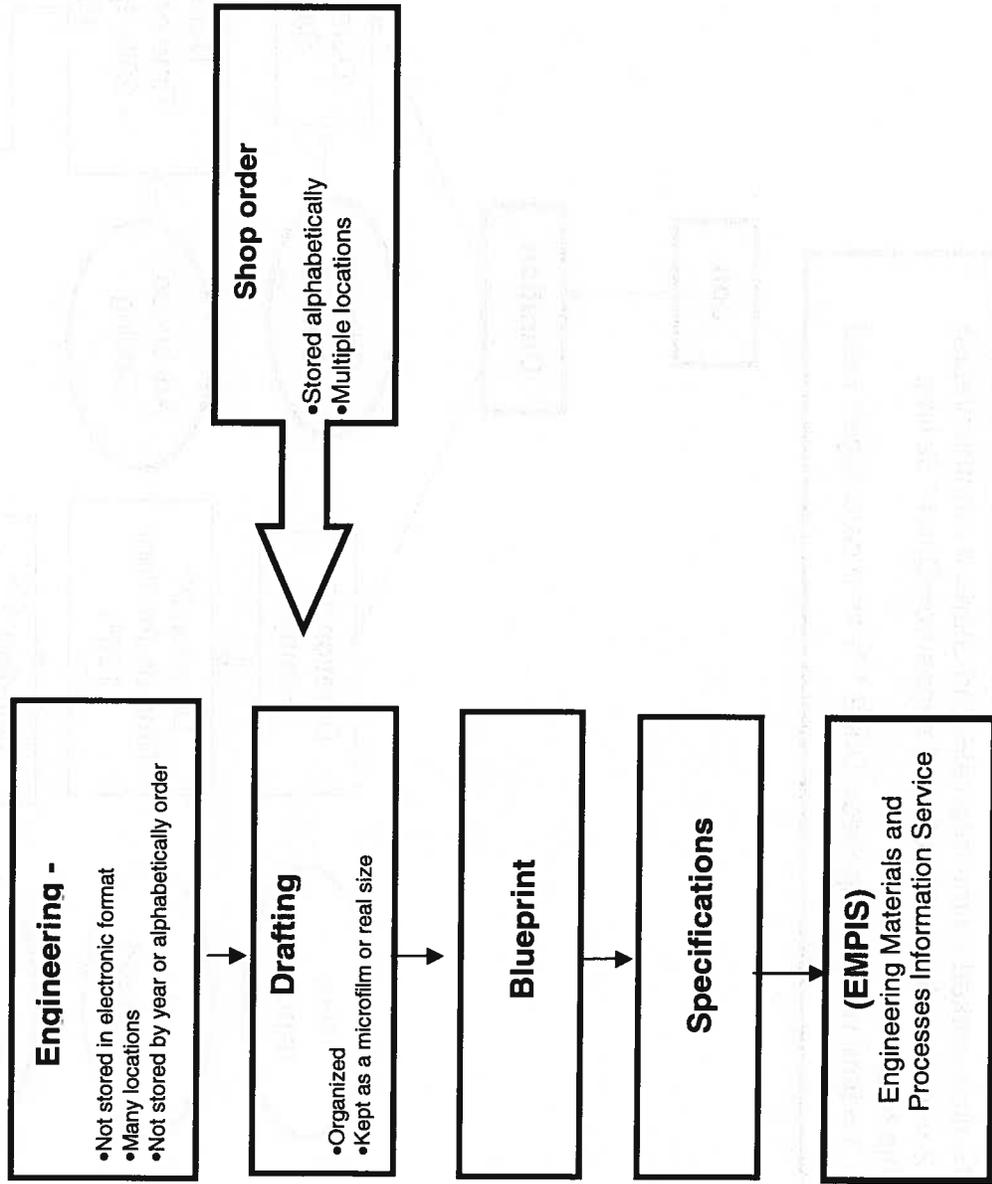 Engineering -
•Not stored in electronic format
•Many locations
•Not stored by year or alphabetically order
Drafting
•Organized
•Kept as a microfilm or real size
Blueprint
Specifications
(EMPIS)
Engineering Materials and
Processes Information Service
Shop order
•Stored alphabetically
•Multiple locations